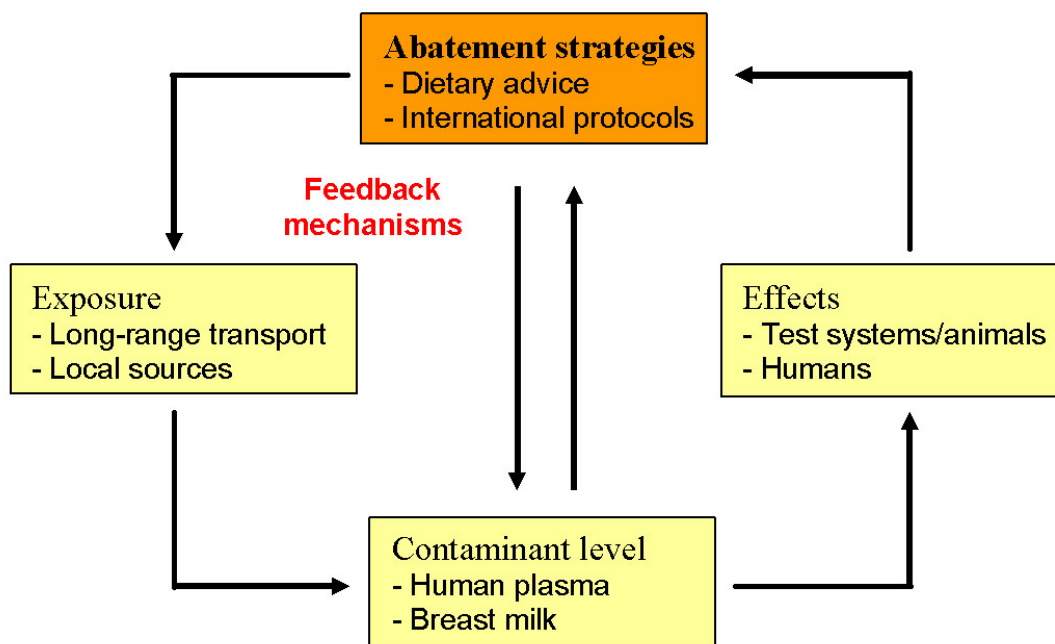 Abatement strategies
- Dietary advice
- International protocols
Feedback
mechanisms
Exposure
- Long-range transport
- Local sources
Effects
- Test systems/animals
- Humans
Contaminant level
- Human plasma
- Breast milk